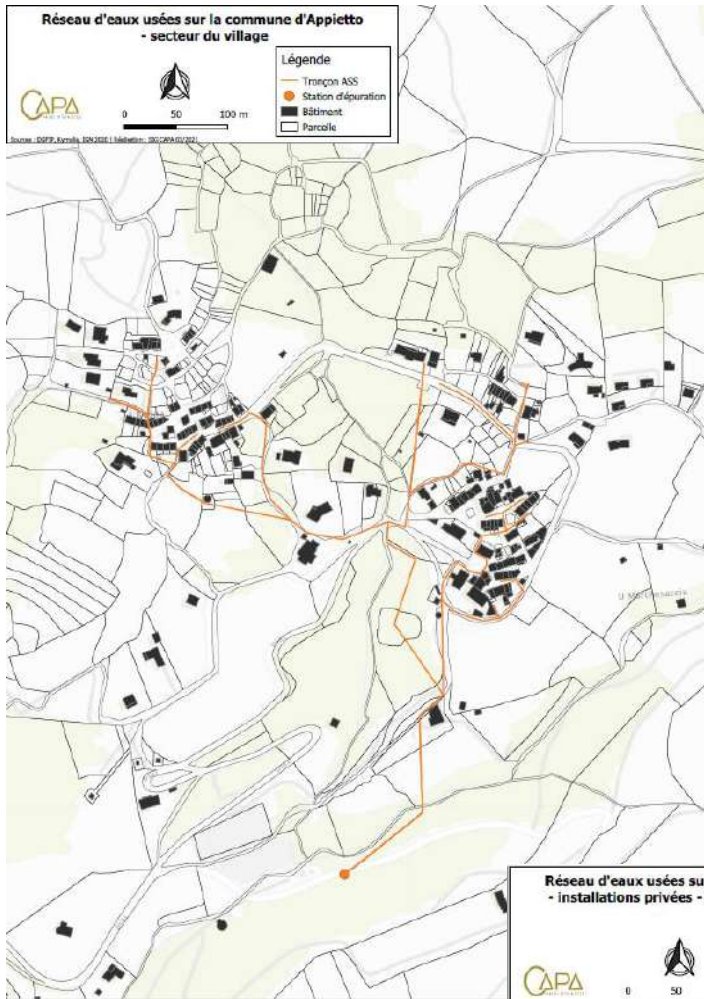 Réseau d'eaux usées sur la commune d'Appietto
- secteur du village
CAPA
0 50 100 m
Légende
Tronçon ASS
Station d'épuration
Bâtiment
Parcelle
Réseau d'eaux usées su
- installations privées -
CAPA
0 50